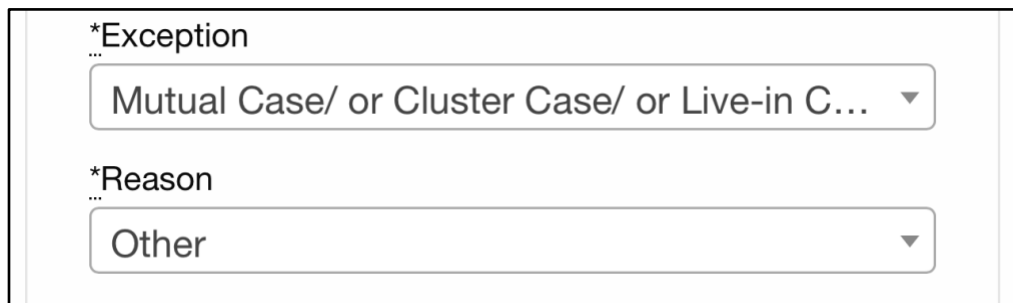 *Exception
Mutual Case/ or Cluster Case/ or Live-in C...
*Reason
Other